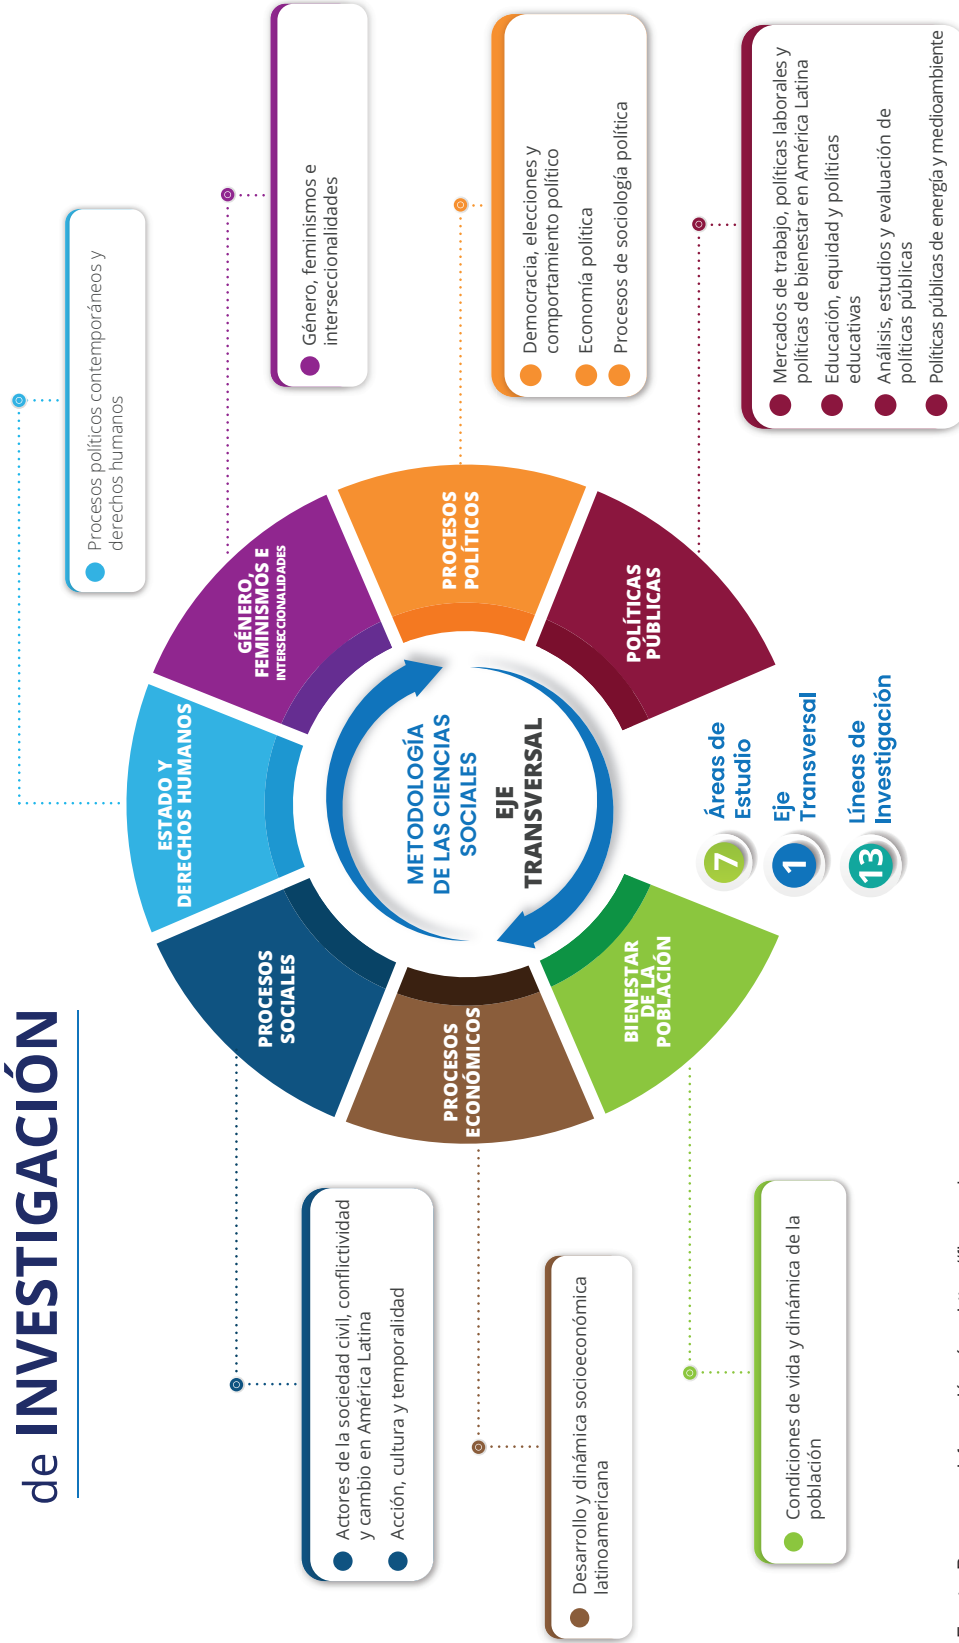 de INVESTIGACIÓN
Procesos políticos contemporáneos y
derechos humanos
Género, feminismos e
interseccionalidades
Democracia, elecciones y
comportamiento político
Economía política
Procesos de sociología política
Mercados de trabajo, políticas laborales y
políticas de bienestar en América Latina
Educación, equidad y políticas
educativas
Análisis, estudios y evaluación de
políticas públicas
Políticas públicas de energía y medioambiente
Actores de la sociedad civil, conflictividad
y cambio en América Latina
Acción, cultura y temporalidad
Desarrollo y dinámica socioeconómica
latinoamericana
Condiciones de vida y dinámica de la
población
ESTADO Y
DERECHOS HUMANOS
GÉNERO,
FEMINISMOS E
INTERSECCIONALIDADES
PROCESOS
POLÍTICOS
POLÍTICAS
PÚBLICAS
PROCESOS
SOCIALES
PROCESOS
ECONÓMICOS
BIENESTAR
DE LA
POBLACIÓN
METODOLOGÍA
DE LAS CIENCIAS
SOCIALES
EJE
TRANSVERSAL
7 Áreas de
Estudio
1 Eje
Transversal
13 Líneas de
Investigación